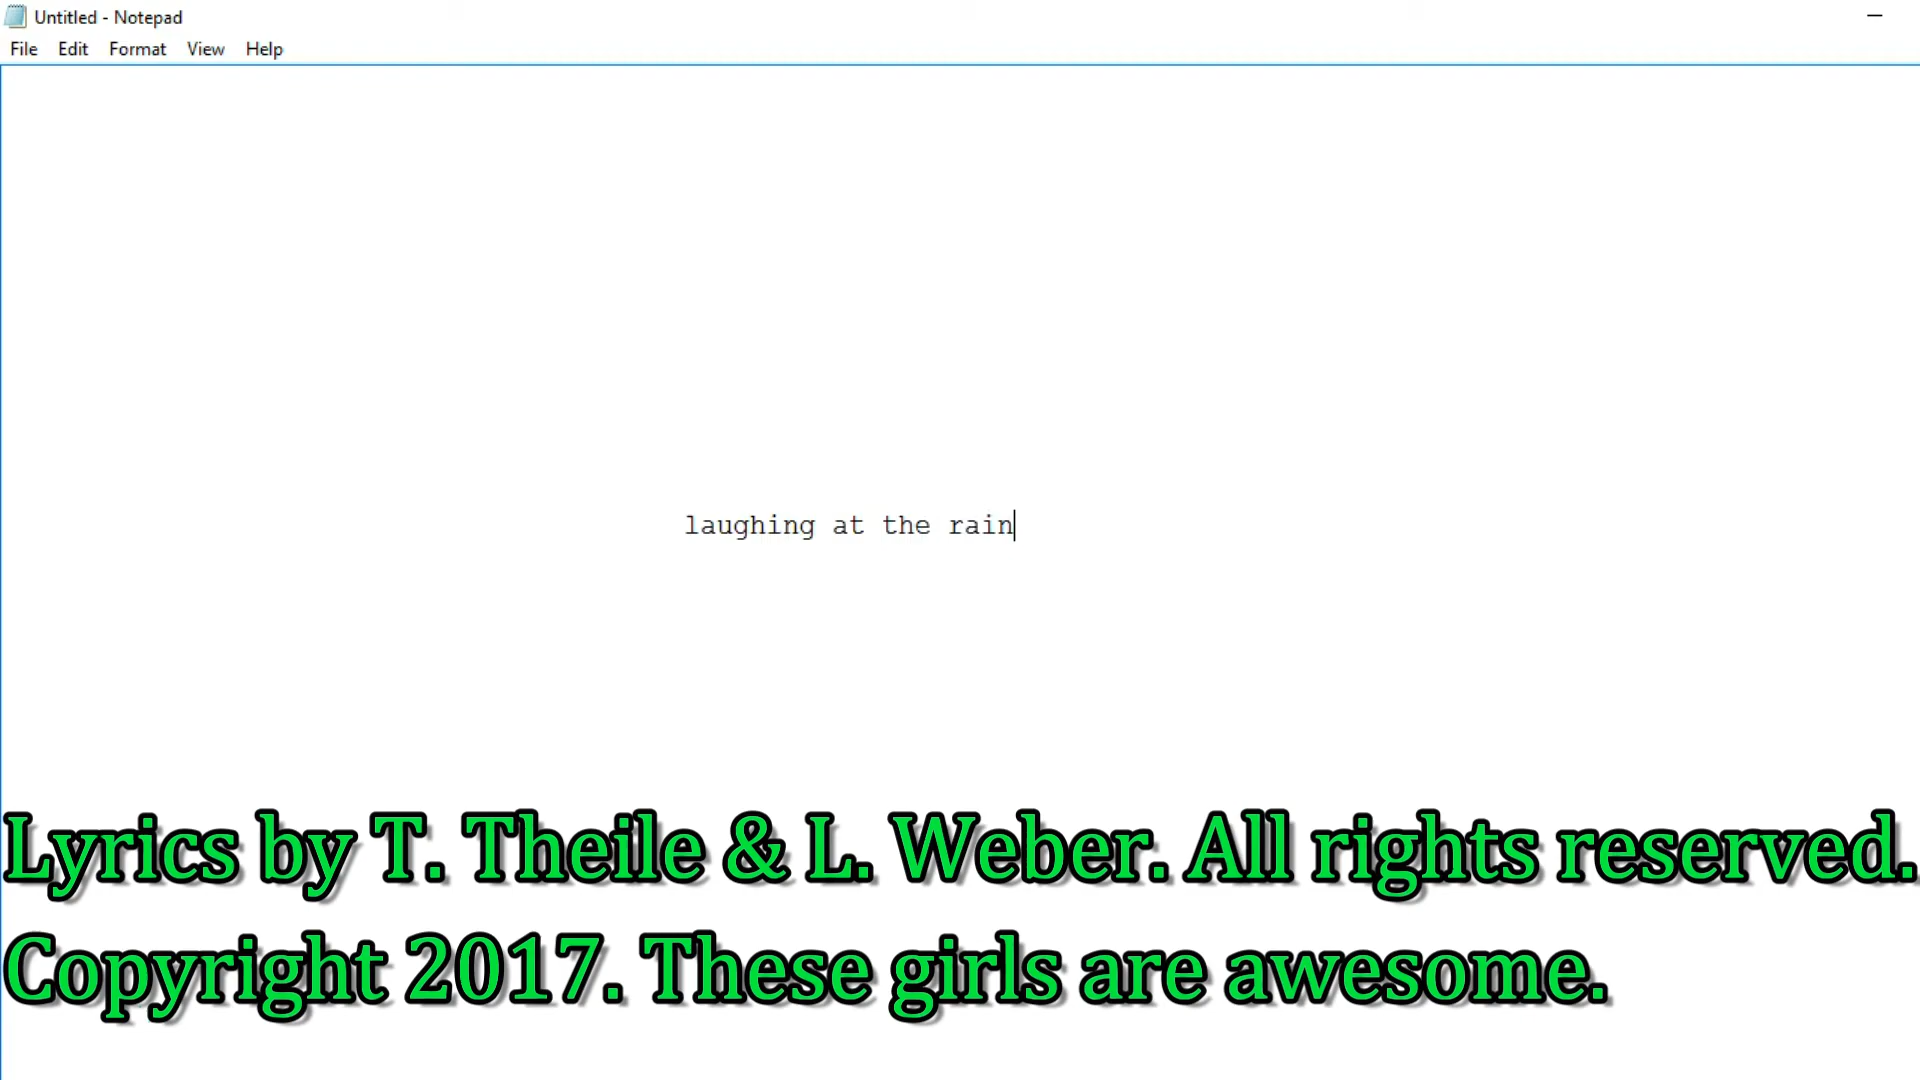 Untitled - Notepad
File Edit Format View Help
laughing at the rain
Lyrics by T. Theile & L. Weber. All rights reserved.
Copyright 2017. These girls are awesome.